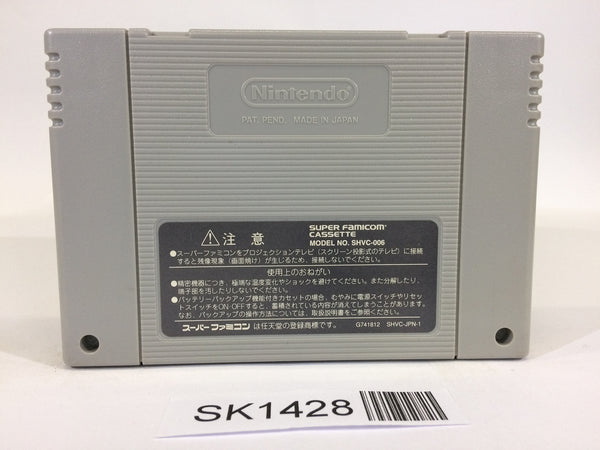 Nintendo
PAT. PEND. · MADE IN JAPAN
⚠注 意
SUPER FAMICOM
CASSETTE
MODEL NO. SHVC-006
●スーパーファミコンをプロジェクションテレビ（スクリーン投影式のテレビ）に接続
すると残像現象（画面焼け）が生じるため、接続しないでください。
使用上のおねがい
●精密機器につき、極端な温度変化やショックを避けてください。また分解したり、
端子部を汚したりしないでください。
●バッテリーバックアップ機能付きカセットの場合、むやみに電源スイッチやリセッ
トスイッチをON-OFFすると、蓄積されている内容が消えてしまうことがあります。
なお、バックアップの操作方法については、取扱説明書をご参照ください。
スーパーファミコン は任天堂の登録商標です。 G741812 SHVC-JPN-1
SK1428